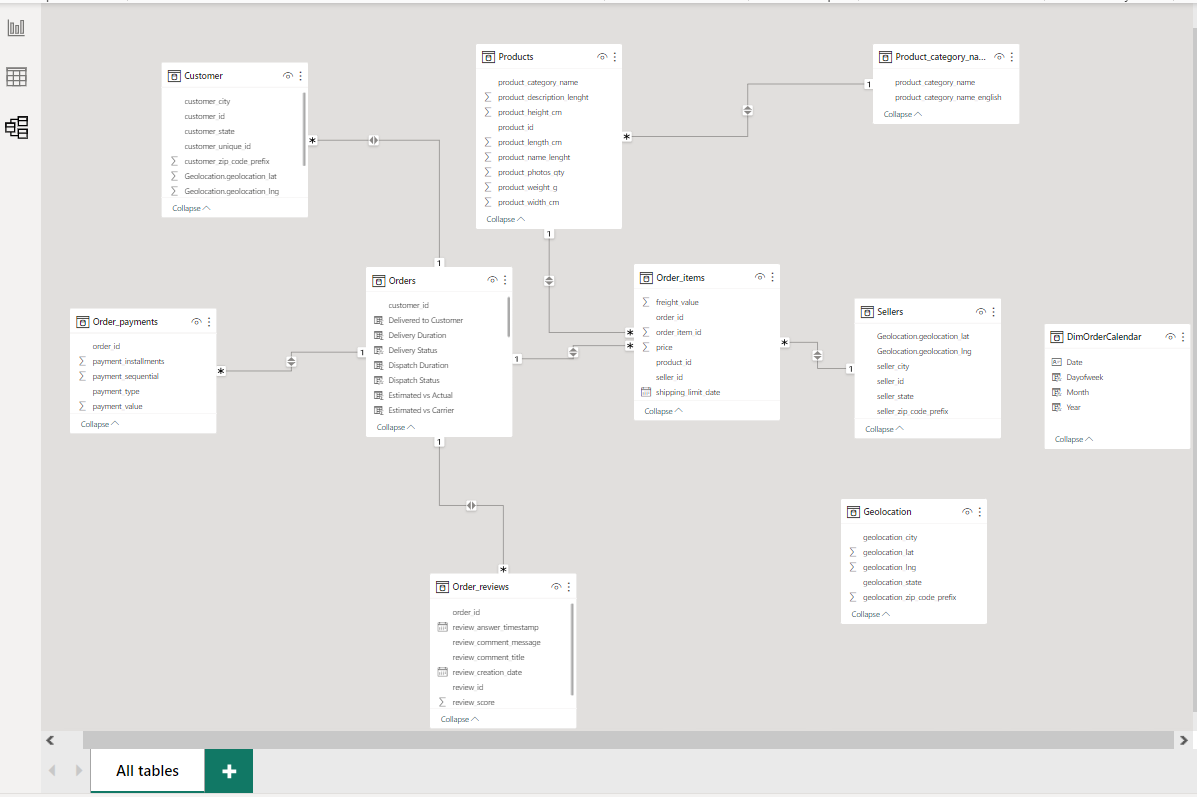 Customer
customer_city
customer_id
customer_state
customer_unique_id
customer_zip_code_prefix
Geolocation.geolocation_lat
Geolocation.geolocation_lng
Collapse
Products
product_category_name
product_description_lenght
product_height_cm
product_id
product_length_cm
product_name_lenght
product_photos_qty
product_weight_g
product_width_cm
Collapse
Product_category_na...
product_category_name
product_category_name_english
Collapse
1
*
*
1
1
Order_payments
order_id
payment_installments
payment_sequential
payment_type
payment_value
Collapse
*
1
Orders
customer_id
Delivered to Customer
Delivery Duration
Delivery Status
Dispatch Duration
Dispatch Status
Estimated vs Actual
Estimated vs Carrier
Collapse
1
1
*
*
Order_items
freight_value
order_id
order_item_id
price
product_id
seller_id
shipping_limit_date
Collapse
*
1
Sellers
Geolocation.geolocation_lat
Geolocation.geolocation_lng
seller_city
seller_id
seller_state
seller_zip_code_prefix
Collapse
DimOrderCalendar
Date
Dayofweek
Month
Year
Collapse
Geolocation
geolocation_city
geolocation_lat
geolocation_lng
geolocation_state
geolocation_zip_code_prefix
Collapse
*
Order_reviews
order_id
review_answer_timestamp
review_comment_message
review_comment_title
review_creation_date
review_id
review_score
Collapse
All tables
+